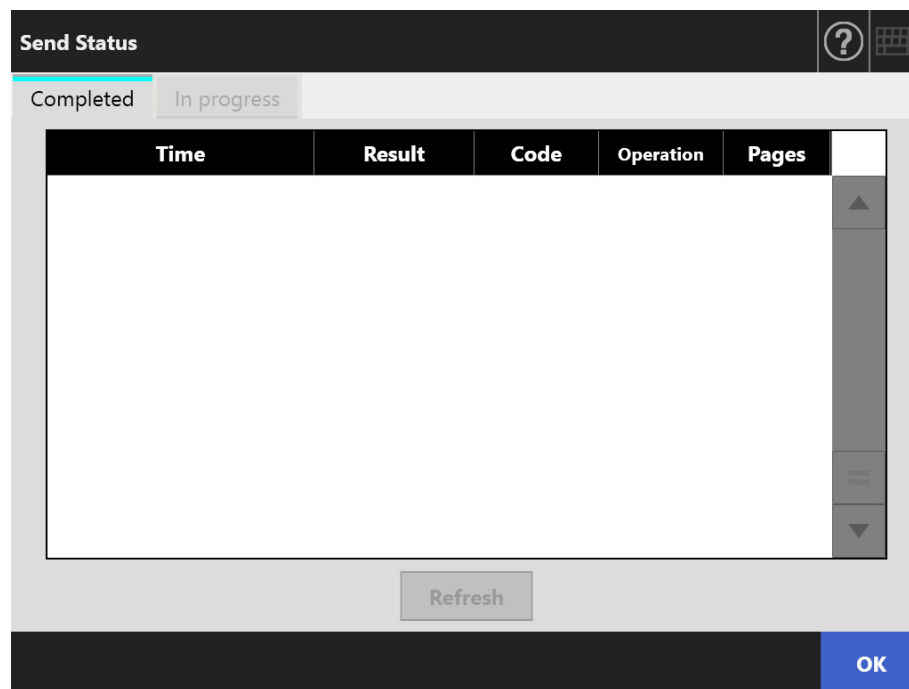 Send Status ?
Completed In progress
Time Result Code Operation Pages
Refresh
OK